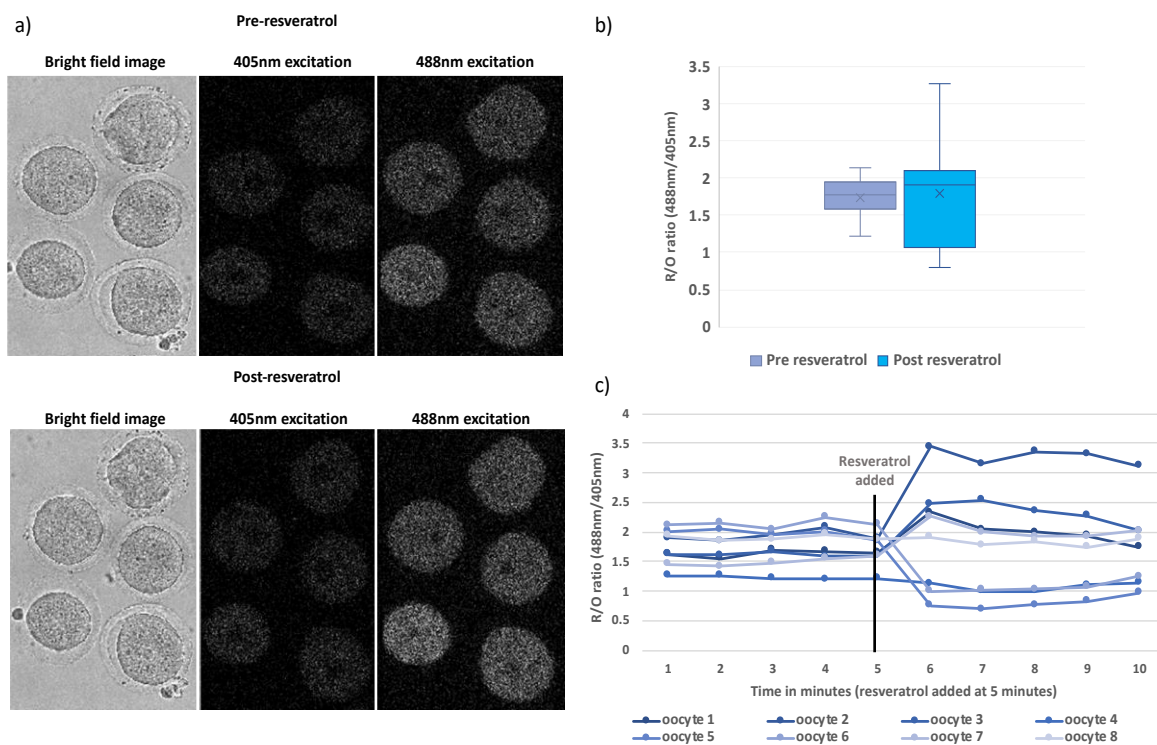 a)
Pre-resveratrol
Bright field image 405nm excitation 488nm excitation
Post-resveratrol
Bright field image 405nm excitation 488nm excitation
b)
3.5
3
2.5
2
1.5
1
0.5
0
R/O ratio (488nm/405nm)
Pre resveratrol Post resveratrol
c)
4
3.5
3
2.5
2
1.5
1
0.5
0
R/O ratio (488nm/405nm)
Resveratrol
added
1 2 3 4 5 6 7 8 9 10
Time in minutes (resveratrol added at 5 minutes)
oocyte 1 oocyte 2 oocyte 3 oocyte 4
oocyte 5 oocyte 6 oocyte 7 oocyte 8